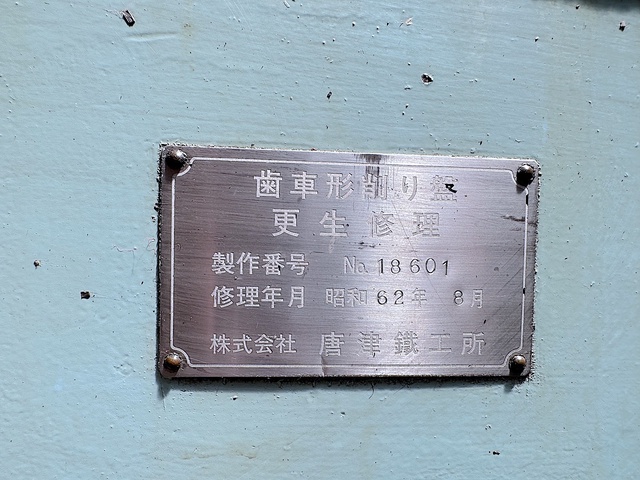 歯車形削り盤
更生修理
製作番号 No.18601
修理年月 昭和62年 8月
株式会社 唐津鐵工所